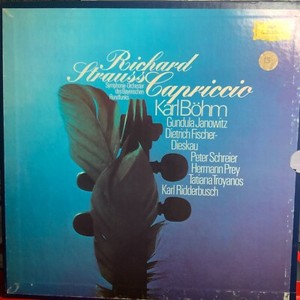 Richard
Strauss Capriccio
Symphonie-Orchester
des Bayerischen
Rundfunks
Karl Böhm
Gundula Janowitz
Dietrich Fischer-
Dieskau
Peter Schreier
Hermann Prey
Tatiana Troyanos
Karl Ridderbusch